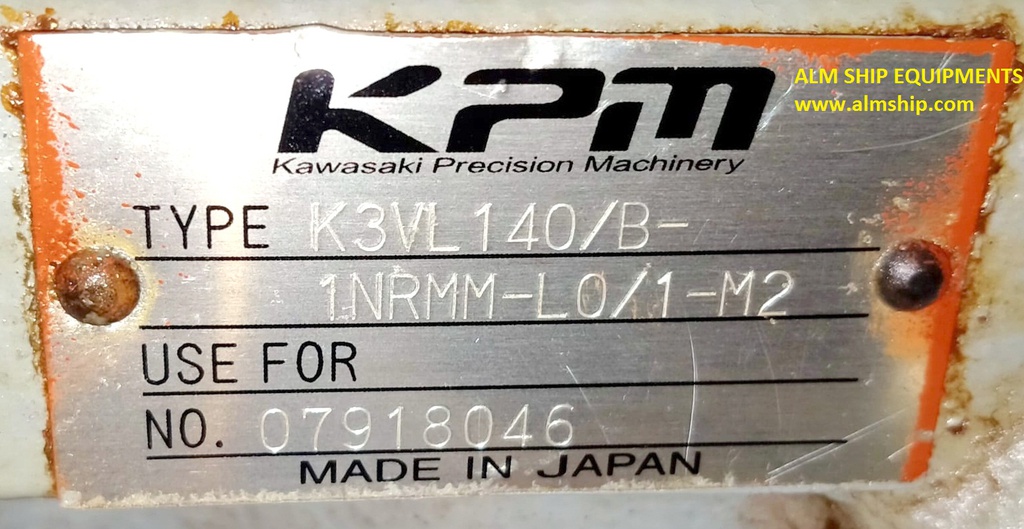 KPM
ALM SHIP EQUIPMENTS
www.almship.com
Kawasaki Precision Machinery
TYPE K3VL140/B-
1NRMM-L0/1-M2
USE FOR
NO. 07918046
MADE IN JAPAN